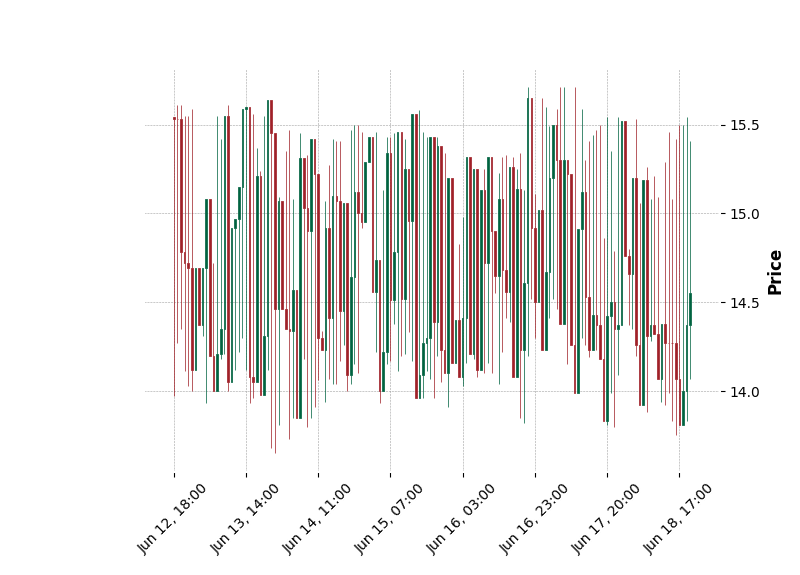 15.5
15.0
14.5
14.0
Price
Jun 12, 18:00
Jun 13, 14:00
Jun 14, 11:00
Jun 15, 07:00
Jun 16, 03:00
Jun 16, 23:00
Jun 17, 20:00
Jun 18, 17:00